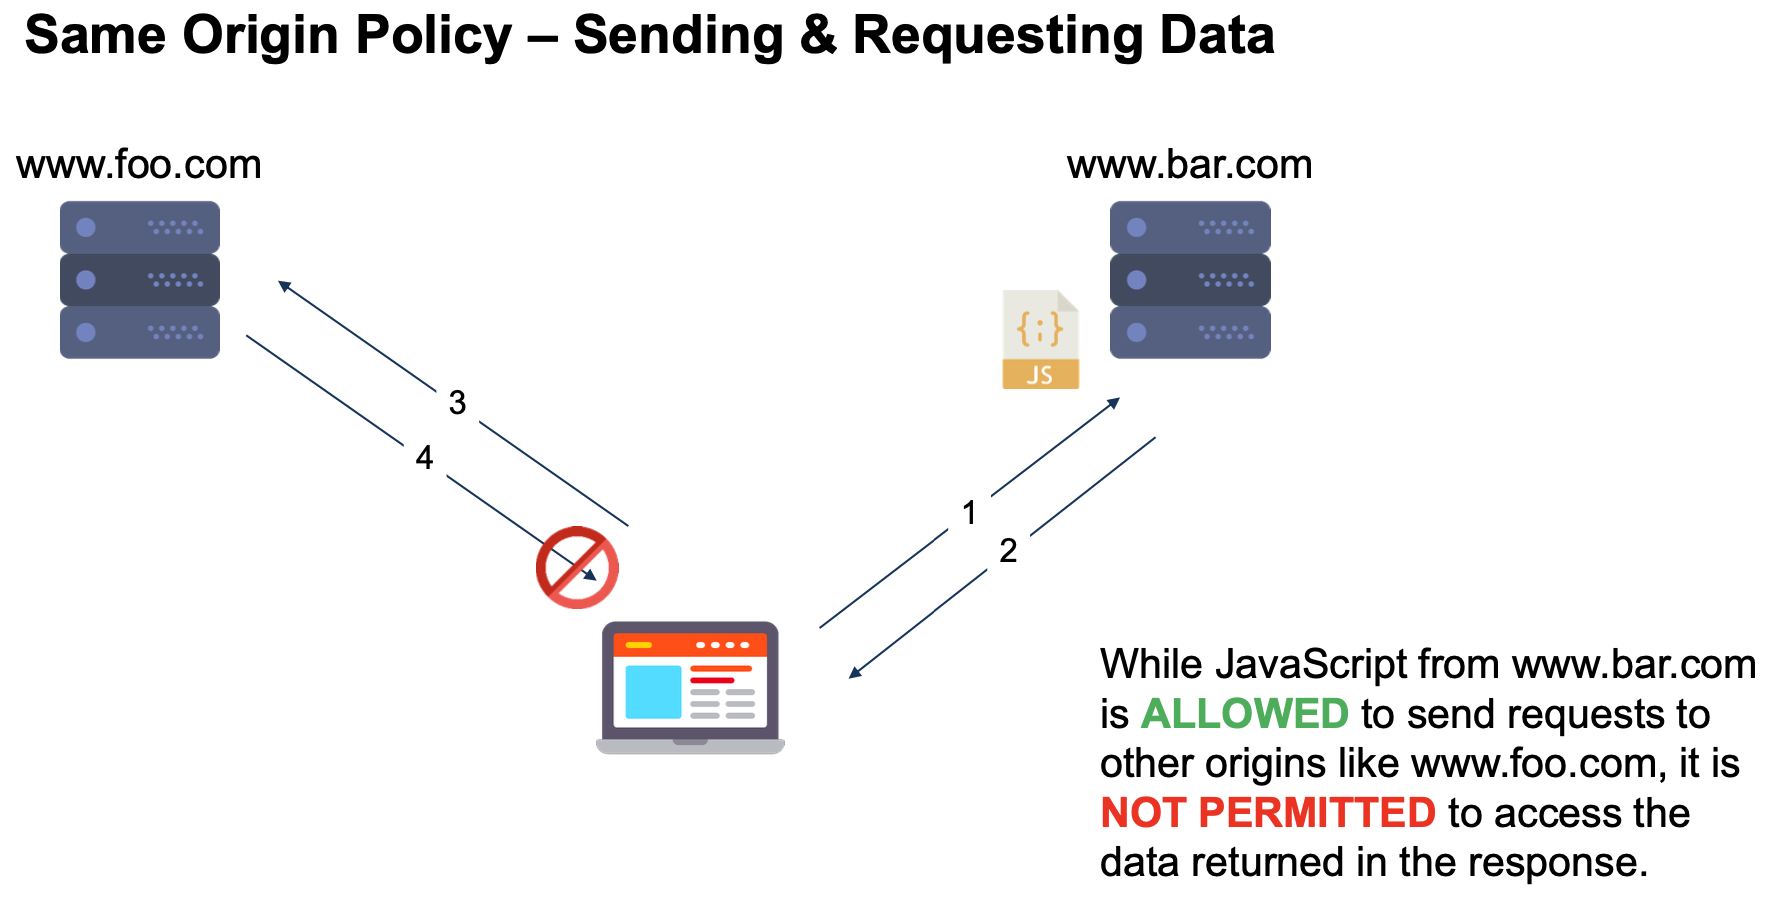 Same Origin Policy – Sending & Requesting Data
www.foo.com
www.bar.com
{;}
JS
3
4
1
2
While JavaScript from www.bar.com
is ALLOWED to send requests to
other origins like www.foo.com, it is
NOT PERMITTED to access the
data returned in the response.